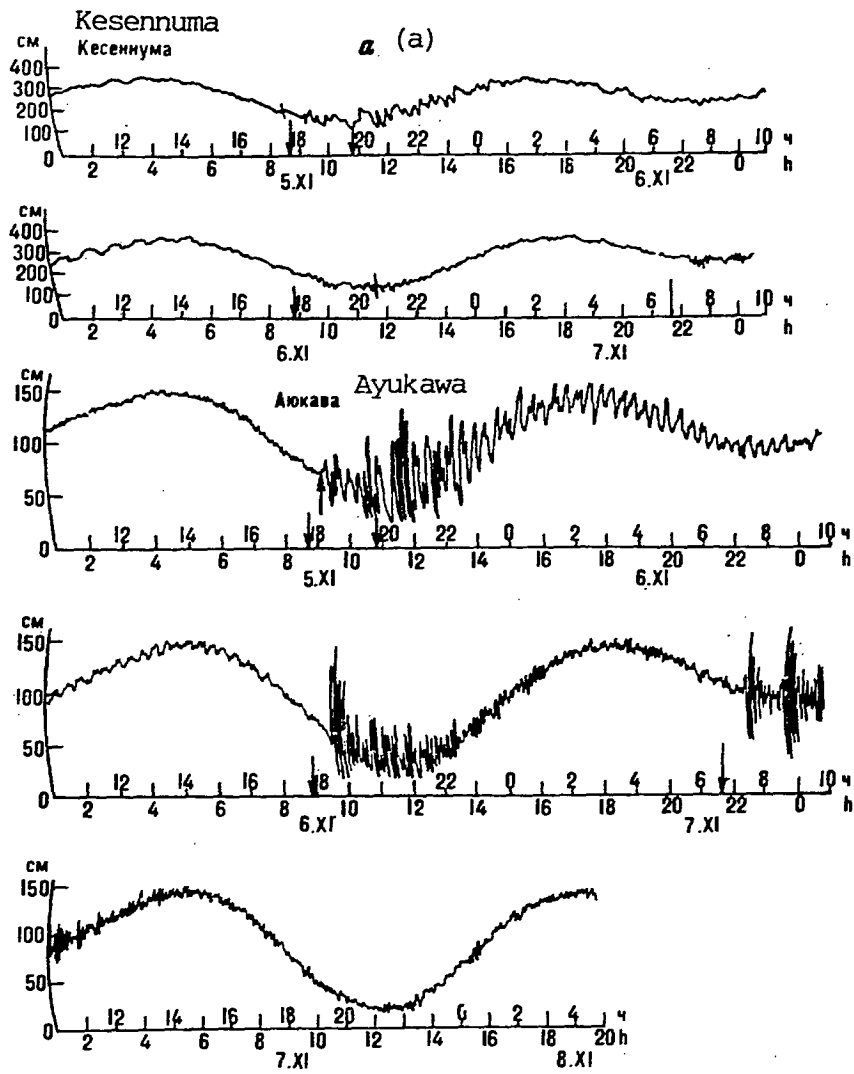 Kesennuma
см Кесеннума а (a)
400
300
200
100
0
12 14 16 18 20 22 0 2 4 6 8 10 ч
2 4 6 8 10 12 14 16 18 20 22 0 h
5.XI 6.XI
400
300
200
100
0
12 14 16 18 20 22 0 2 4 6 8 10 ч
2 4 6 8 10 12 14 16 18 20 22 0 h
6.XI 7.XI
см
Аюкава Ayukawa
150
100
50
0
12 14 16 18 20 22 0 2 4 6 8 10 ч
2 4 6 8 10 12 14 16 18 20 22 0 h
5.XI 6.XI
см
150
100
50
0
12 14 16 18 22 0 2 4 6 8 10 ч
2 4 6 8 10 12 14 16 18 20 22 0 h
6.XI 7.XI
см
150
100
50
0
12 14 16 18 20 0 2 4 ч
2 4 6 8 10 12 14 16 18 20 h
7.XI 8.XI